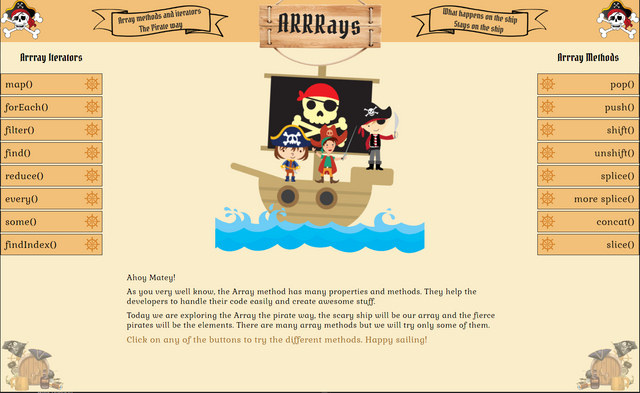 Array methods and iterators
The Pirate way
ARRRays
What happens on the ship
Stays on the ship
Arrray Iterators
Arrray Methods
map()
forEach()
filter()
find()
reduce()
every()
some()
findIndex()
pop()
push()
shift()
unshift()
splice()
more splice()
concat()
slice()
Ahoy Matey!
As you very well know, the Array method has many properties and methods. They help the
developers to handle their code easily and create awesome stuff.
Today we are exploring the Array the pirate way, the scary ship will be our array and the fierce
pirates will be the elements. There are many array methods but we will try only some of them.
Click on any of the buttons to try the different methods. Happy sailing!